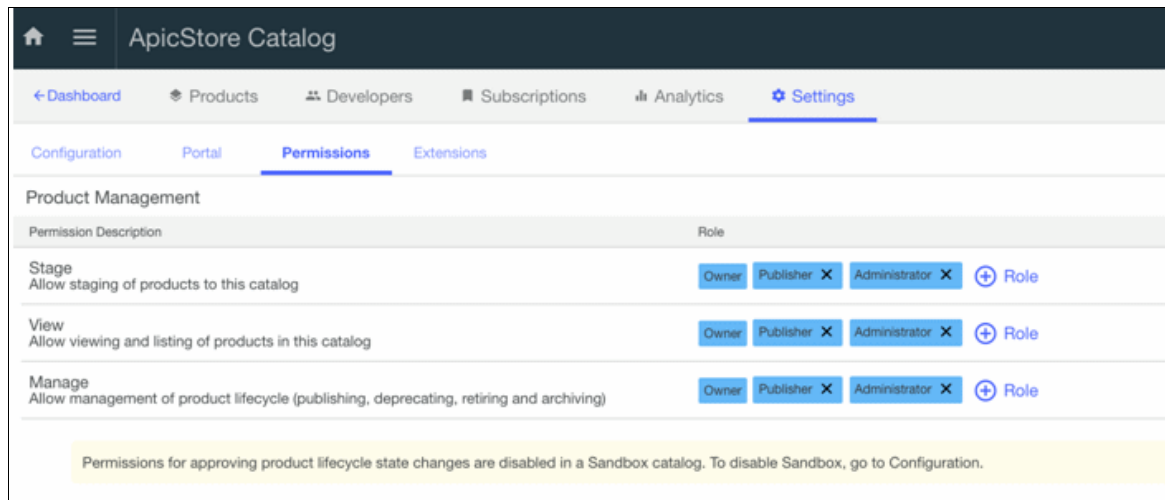 ApicStore Catalog
Dashboard Products Developers Subscriptions Analytics Settings
Configuration Portal Permissions Extensions
Product Management
Permission Description Role
Stage
Allow staging of products to this catalog
Owner Publisher Administrator Role
View
Allow viewing and listing of products in this catalog
Owner Publisher Administrator Role
Manage
Allow management of product lifecycle (publishing, deprecating, retiring and archiving)
Owner Publisher Administrator Role
Permissions for approving product lifecycle state changes are disabled in a Sandbox catalog. To disable Sandbox, go to Configuration.